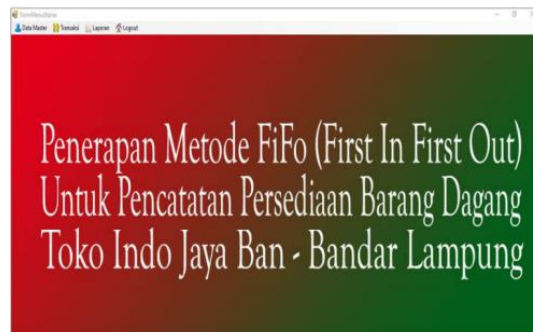 FormMenuUtama
Data Master Transaksi Laporan Logout
Penerapan Metode FiFo (First In First Out)
Untuk Pencatatan Persediaan Barang Dagang
Toko Indo Jaya Ban - Bandar Lampung